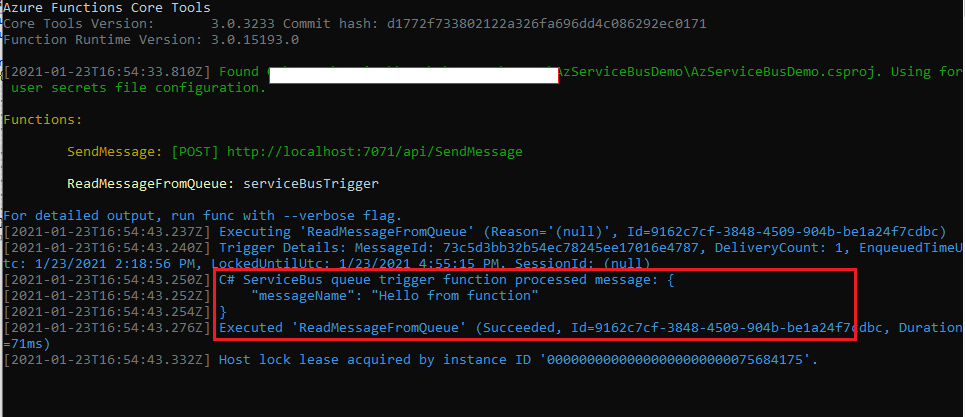 Azure Functions Core Tools
Core Tools Version:       3.0.3233 Commit hash: d1772f733802122a326fa696dd4c086292ec0171
Function Runtime Version: 3.0.15193.0
[2021-01-23T16:54:33.810Z] Found AzServiceBusDemo\AzServiceBusDemo.csproj. Using for
user secrets file configuration.
Functions:
SendMessage: [POST] http://localhost:7071/api/SendMessage
ReadMessageFromQueue: serviceBusTrigger
For detailed output, run func with --verbose flag.
[2021-01-23T16:54:43.237Z] Executing 'ReadMessageFromQueue' (Reason='(null)', Id=9162c7cf-3848-4509-904b-be1a24f7cdbc)
[2021-01-23T16:54:43.240Z] Trigger Details: MessageId: 73c5d3bb32b54ec78245ee17016e4787, DeliveryCount: 1, EnqueuedTimeU
tc: 1/23/2021 2:18:56 PM, LockedUntilUtc: 1/23/2021 4:55:15 PM, SessionId: (null)
[2021-01-23T16:54:43.250Z] C# ServiceBus queue trigger function processed message: {
[2021-01-23T16:54:43.252Z]     "messageName": "Hello from function"
[2021-01-23T16:54:43.254Z] }
[2021-01-23T16:54:43.276Z] Executed 'ReadMessageFromQueue' (Succeeded, Id=9162c7cf-3848-4509-904b-be1a24f7cdbc, Duration
=71ms)
[2021-01-23T16:54:43.332Z] Host lock lease acquired by instance ID '00000000000000000000000075684175'.